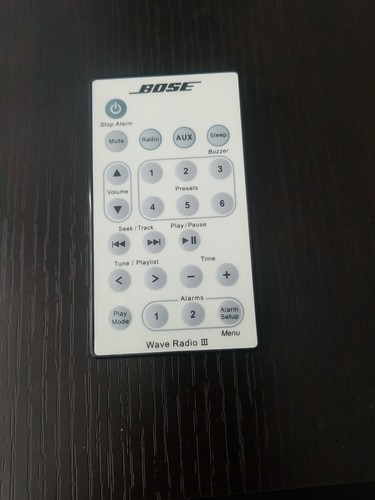 BOSE
Stop Alarm
Mute Radio AUX Sleep
Buzzer
1 2 3
Volume Presets
4 5 6
Seek / Track Play / Pause
Tune / Playlist Time
< > − +
Alarms
Play Mode 1 2 Alarm Setup
Menu
Wave Radio III